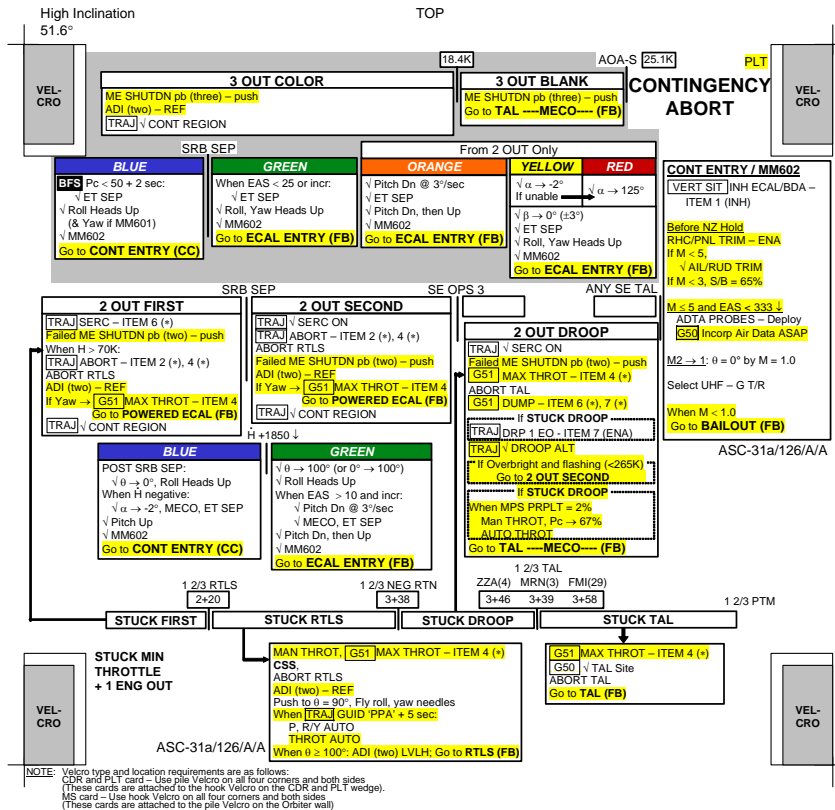 High Inclination
51.6°
TOP
VEL-
CRO
18.4K
AOA-S 25.1K
PLT
VEL-
CRO
CONTINGENCY
ABORT
3 OUT COLOR
ME SHUTDN pb (three) – push
ADI (two) – REF
TRAJ √ CONT REGION
3 OUT BLANK
ME SHUTDN pb (three) – push
Go to TAL ----MECO---- (FB)
SRB SEP
From 2 OUT Only
BLUE
BFS Pc < 50 + 2 sec:
√ ET SEP
√ Roll Heads Up
(& Yaw if MM601)
√ MM602
Go to CONT ENTRY (CC)
GREEN
When EAS < 25 or incr:
√ ET SEP
√ Roll, Yaw Heads Up
√ MM602
Go to ECAL ENTRY (FB)
ORANGE
√ Pitch Dn @ 3°/sec
√ ET SEP
√ Pitch Dn, then Up
√ MM602
Go to ECAL ENTRY (FB)
YELLOW
RED
√ α → -2°
If unable
√ α → 125°
√ β → 0° (±3°)
√ ET SEP
√ Roll, Yaw Heads Up
√ MM602
Go to ECAL ENTRY (FB)
CONT ENTRY / MM602
VERT SIT INH ECAL/BDA –
ITEM 1 (INH)
Before NZ Hold
RHC/PNL TRIM – ENA
If M < 5,
√ AIL/RUD TRIM
If M < 3, S/B = 65%
M ≤ 5 and EAS < 333 ↓
ADTA PROBES – Deploy
G50 Incorp Air Data ASAP
M2 → 1: θ = 0° by M = 1.0
Select UHF – G T/R
When M < 1.0
Go to BAILOUT (FB)
ASC-31a/126/A/A
SRB SEP
SE OPS 3
ANY SE TAL
2 OUT FIRST
TRAJ SERC – ITEM 6 (*)
Failed ME SHUTDN pb (two) – push
When H > 70K:
TRAJ ABORT – ITEM 2 (*), 4 (*)
ABORT RTLS
ADI (two) – REF
If Yaw → G51 MAX THROT – ITEM 4
Go to POWERED ECAL (FB)
TRAJ √ CONT REGION
2 OUT SECOND
TRAJ √ SERC ON
TRAJ ABORT – ITEM 2 (*), 4 (*)
ABORT RTLS
Failed ME SHUTDN pb (two) – push
ADI (two) – REF
If Yaw → G51 MAX THROT – ITEM 4
Go to POWERED ECAL (FB)
TRAJ √ CONT REGION
2 OUT DROOP
TRAJ √ SERC ON
Failed ME SHUTDN pb (two) – push
G51 MAX THROT – ITEM 4 (*)
ABORT TAL
G51 DUMP – ITEM 6 (*), 7 (*)
If STUCK DROOP
TRAJ DRP 1 EO - ITEM 7 (ENA)
TRAJ √ DROOP ALT
If Overbright and flashing (<265K)
Go to 2 OUT SECOND
If STUCK DROOP
When MPS PRPLT = 2%
Man THROT, Pc → 67%
AUTO THROT
Go to TAL ----MECO---- (FB)
Ḣ +1850 ↓
BLUE
POST SRB SEP:
√ θ → 0°, Roll Heads Up
When Ḣ negative:
√ α → -2°, MECO, ET SEP
√ Pitch Up
√ MM602
Go to CONT ENTRY (CC)
GREEN
√ θ → 100° (or 0° → 100°)
√ Roll Heads Up
When EAS > 10 and incr:
√ Pitch Dn @ 3°/sec
√ MECO, ET SEP
√ Pitch Dn, then Up
√ MM602
Go to ECAL ENTRY (FB)
1 2/3 RTLS
2+20
1 2/3 NEG RTN
3+38
1 2/3 TAL
ZZA(4) MRN(3) FMI(29)
3+46 3+39 3+58
1 2/3 PTM
STUCK FIRST
STUCK RTLS
STUCK DROOP
STUCK TAL
STUCK MIN
THROTTLE
+ 1 ENG OUT
MAN THROT, G51 MAX THROT – ITEM 4 (*)
CSS,
ABORT RTLS
ADI (two) – REF
Push to θ = 90°, Fly roll, yaw needles
When TRAJ GUID 'PPA' + 5 sec:
P, R/Y AUTO
THROT AUTO
When θ ≥ 100°: ADI (two) LVLH; Go to RTLS (FB)
G51 MAX THROT – ITEM 4 (*)
G50 √ TAL Site
ABORT TAL
Go to TAL (FB)
VEL-
CRO
VEL-
CRO
ASC-31a/126/A/A
NOTE: Velcro type and location requirements are as follows:
CDR and PLT card – Use pile Velcro on all four corners and both sides
(These cards are attached to the hook Velcro on the CDR and PLT wedge).
MS card – Use hook Velcro on all four corners and both sides
(These cards are attached to the pile Velcro on the Orbiter wall)